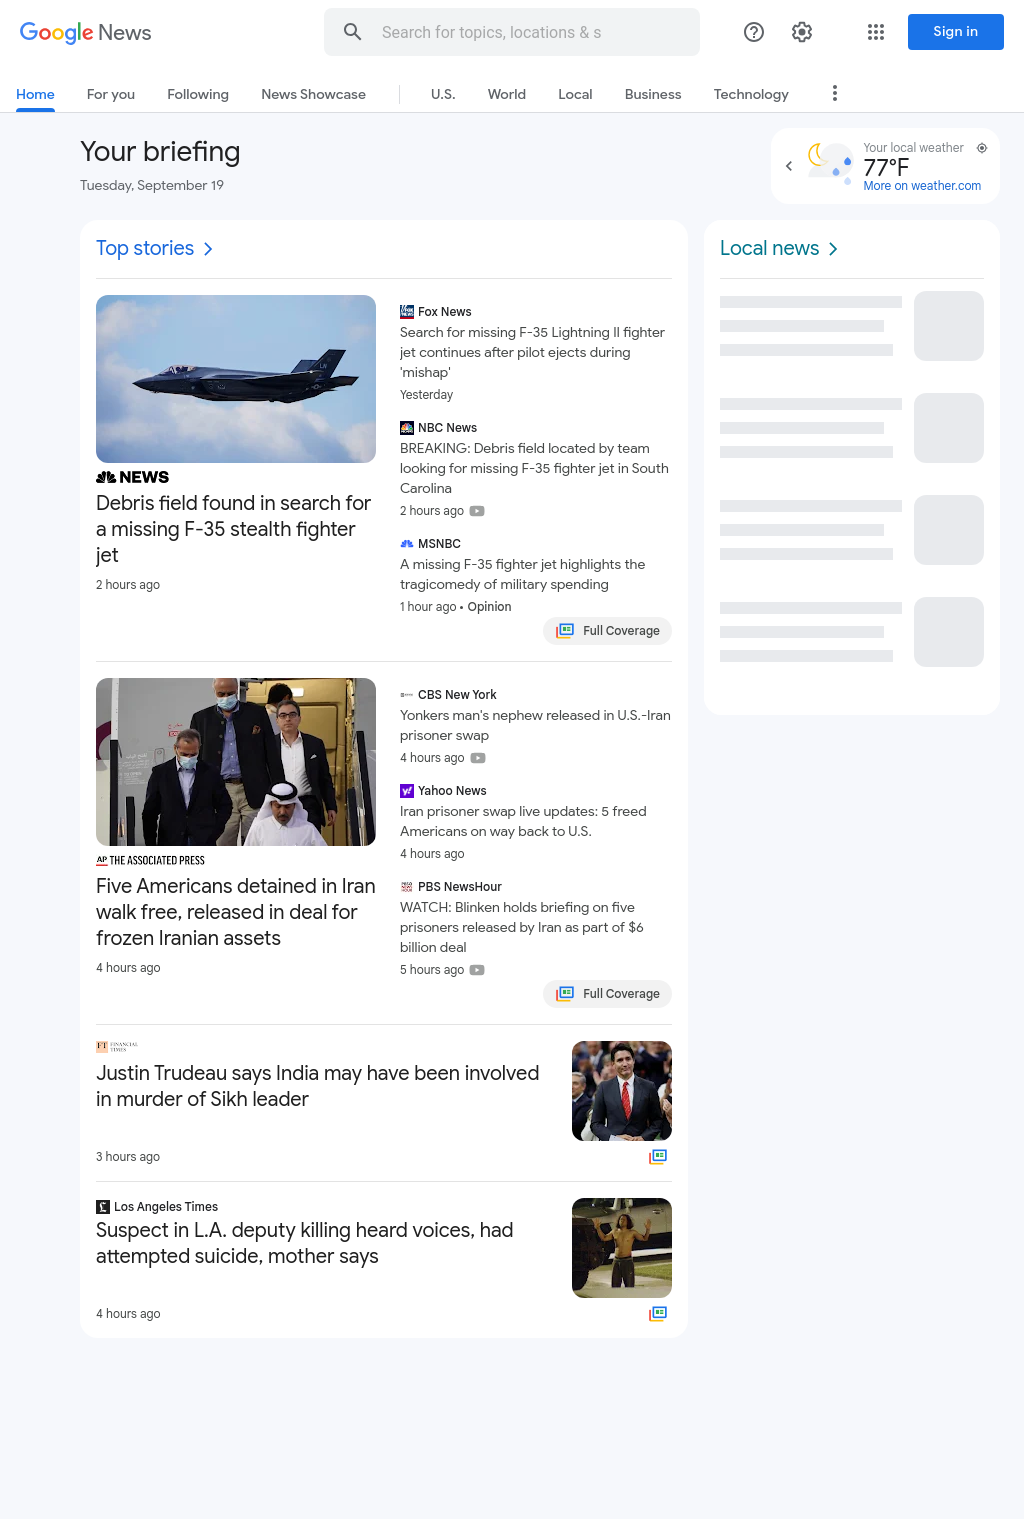 Google News
Search for topics, locations & s
Sign in
Home
For you
Following
News Showcase
U.S.
World
Local
Business
Technology
Your briefing
Tuesday, September 19
Your local weather
77°F
More on weather.com
Top stories
NEWS
Debris field found in search for
a missing F-35 stealth fighter
jet
2 hours ago
Fox News
Search for missing F-35 Lightning II fighter
jet continues after pilot ejects during
'mishap'
Yesterday
NBC News
BREAKING: Debris field located by team
looking for missing F-35 fighter jet in South
Carolina
2 hours ago
MSNBC
A missing F-35 fighter jet highlights the
tragicomedy of military spending
1 hour ago • Opinion
Full Coverage
AP THE ASSOCIATED PRESS
Five Americans detained in Iran
walk free, released in deal for
frozen Iranian assets
4 hours ago
CBS New York
Yonkers man's nephew released in U.S.-Iran
prisoner swap
4 hours ago
Yahoo News
Iran prisoner swap live updates: 5 freed
Americans on way back to U.S.
4 hours ago
PBS NewsHour
WATCH: Blinken holds briefing on five
prisoners released by Iran as part of $6
billion deal
5 hours ago
Full Coverage
FT FINANCIAL
TIMES
Justin Trudeau says India may have been involved
in murder of Sikh leader
3 hours ago
Los Angeles Times
Suspect in L.A. deputy killing heard voices, had
attempted suicide, mother says
4 hours ago
Local news